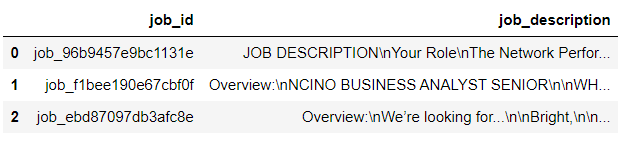 job_id job_description
0 job_96b9457e9bc1131e JOB DESCRIPTION\nYour Role\nThe Network Perfor...
1 job_f1bee190e67cbf0f Overview:\nNCINO BUSINESS ANALYST SENIOR\n\nWH...
2 job_ebd87097db3afc8e Overview:\nWe’re looking for...\n\nBright,\n\n...